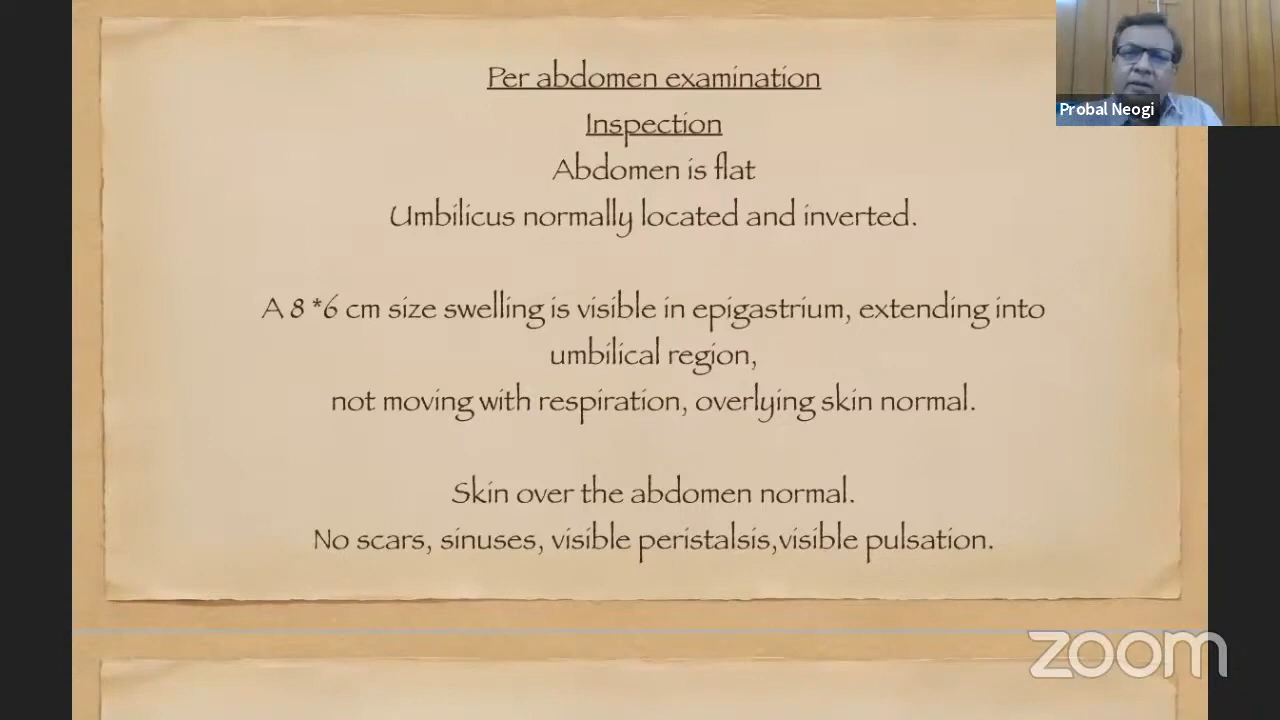 Per abdomen examination
Inspection
Abdomen is flat
Umbilicus normally located and inverted.
A 8 *6 cm size swelling is visible in epigastrium, extending into
umbilical region,
not moving with respiration, overlying skin normal.
Skin over the abdomen normal.
No scars, sinuses, visible peristalsis,visible pulsation.
Probal Neogi
zoom